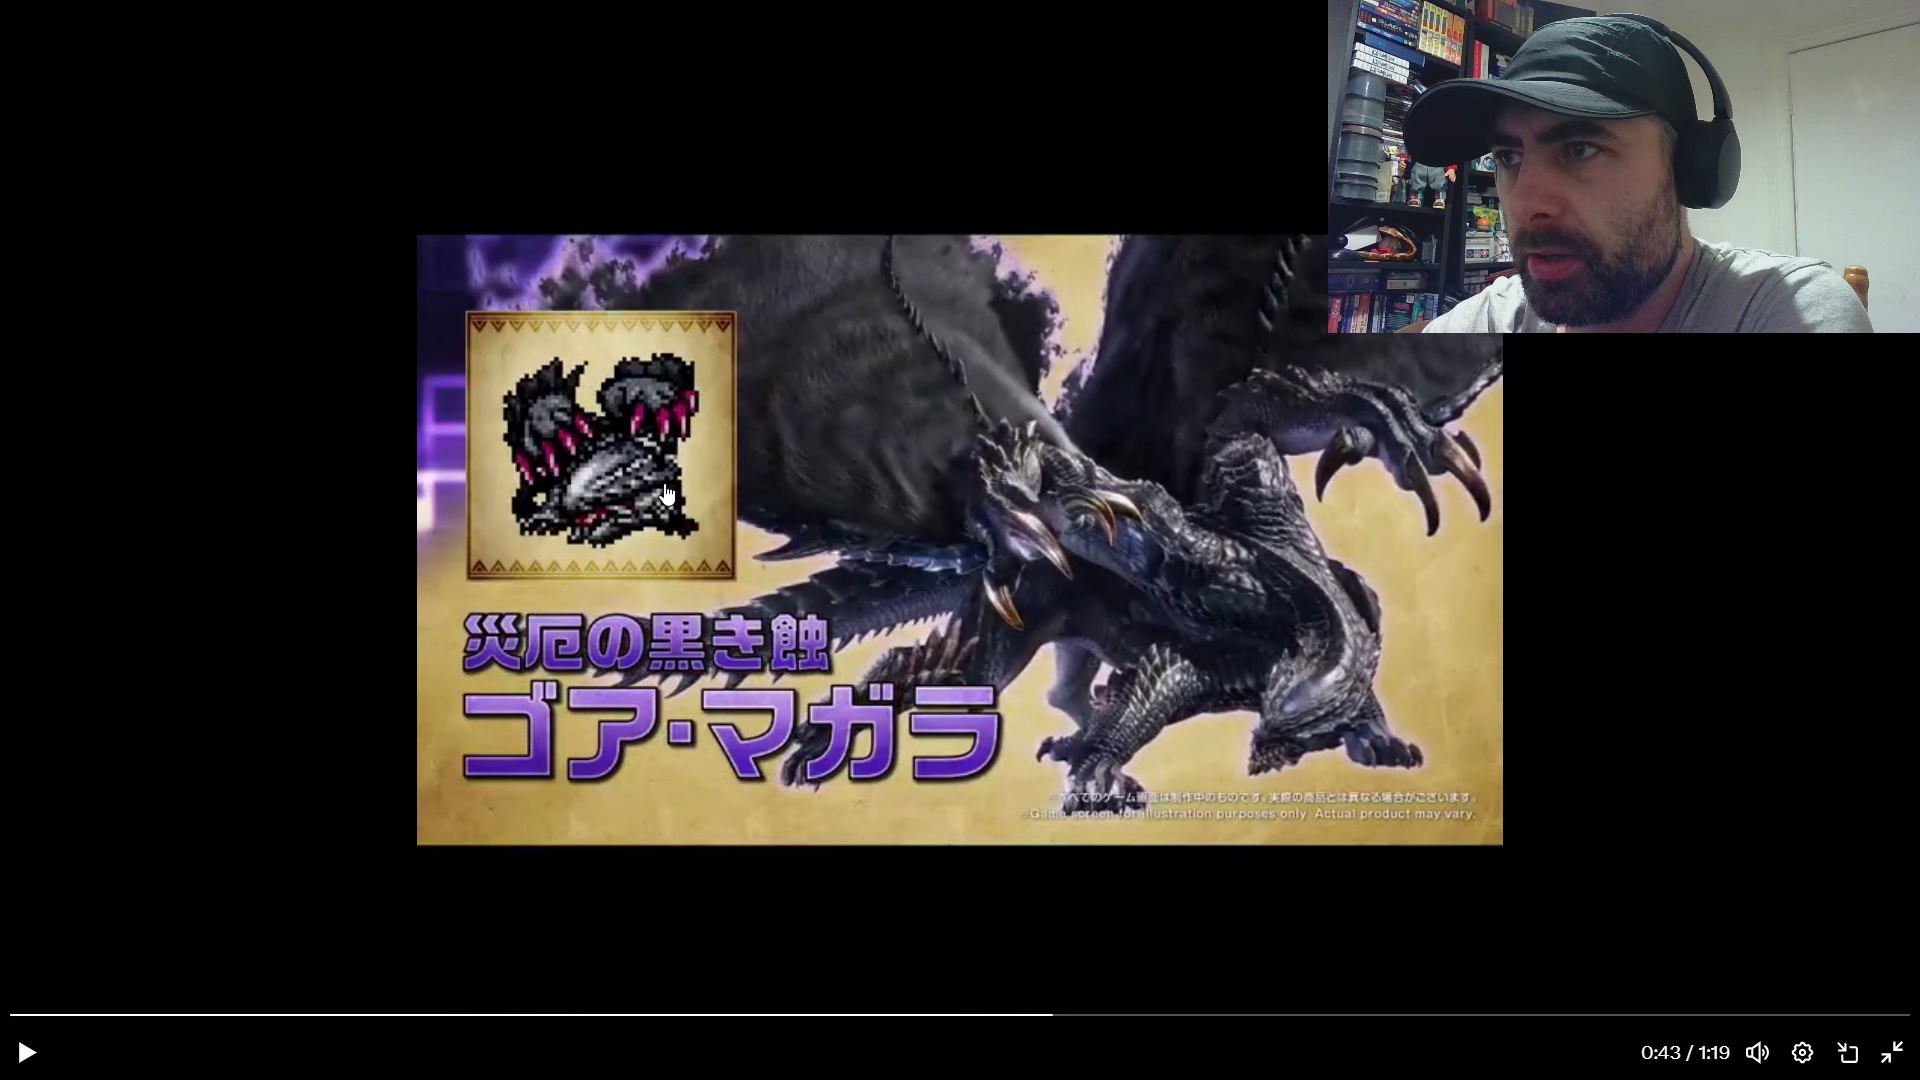 災厄の黒き蝕
ゴア・マガラ
※すべてのゲーム画面は制作中のものです。実際の商品とは異なる場合がございます。
※Game screen for illustration purposes only. Actual product may vary.
0:43 / 1:19